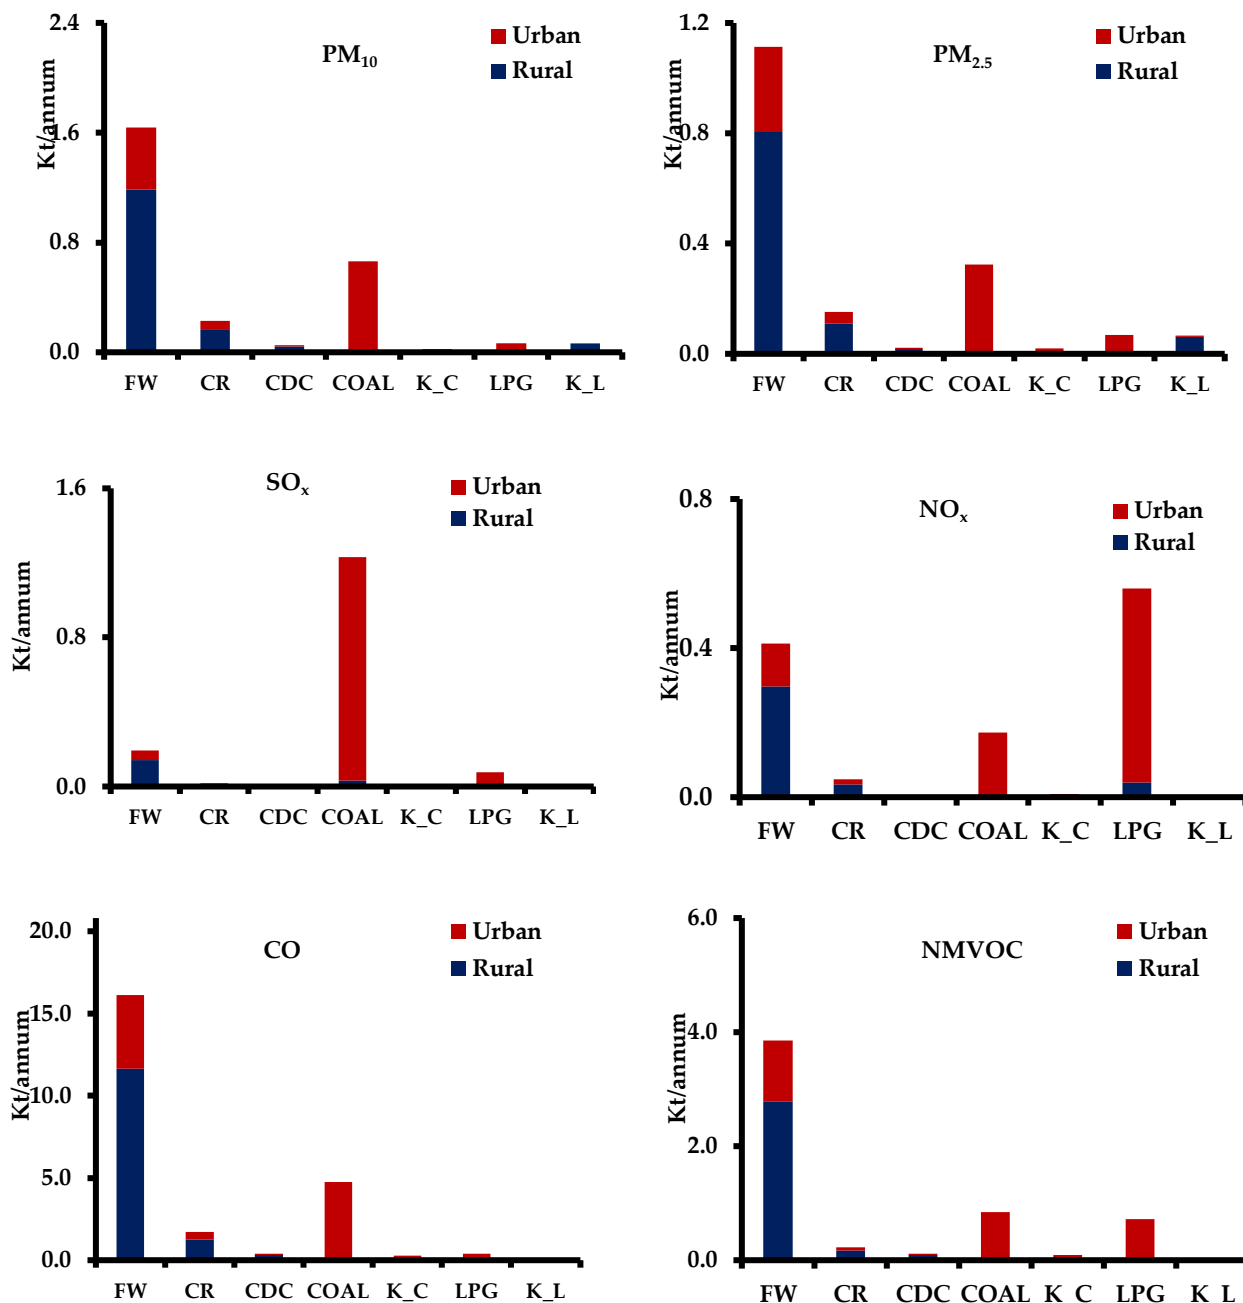 PM10
Urban
Rural
Kt/annum
2.4
1.6
0.8
0.0
FW CR CDC COAL K_C LPG K_L
PM2.5
Urban
Rural
Kt/annum
1.2
0.8
0.4
0.0
FW CR CDC COAL K_C LPG K_L
SOx
Urban
Rural
Kt/annum
1.6
0.8
0.0
FW CR CDC COAL K_C LPG K_L
NOx
Urban
Rural
Kt/annum
0.8
0.4
0.0
FW CR CDC COAL K_C LPG K_L
CO
Urban
Rural
Kt/annum
20.0
15.0
10.0
5.0
0.0
FW CR CDC COAL K_C LPG K_L
NMVOC
Urban
Rural
Kt/annum
6.0
4.0
2.0
0.0
FW CR CDC COAL K_C LPG K_L